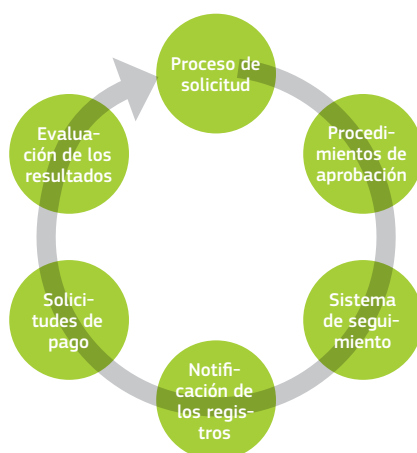 Proceso de
solicitud
Procedi-
mientos de
aprobación
Sistema
de segui-
miento
Notifi-
cación de
los regis-
tros
Solici-
tudes de
pago
Evalua-
ción de los
resultados